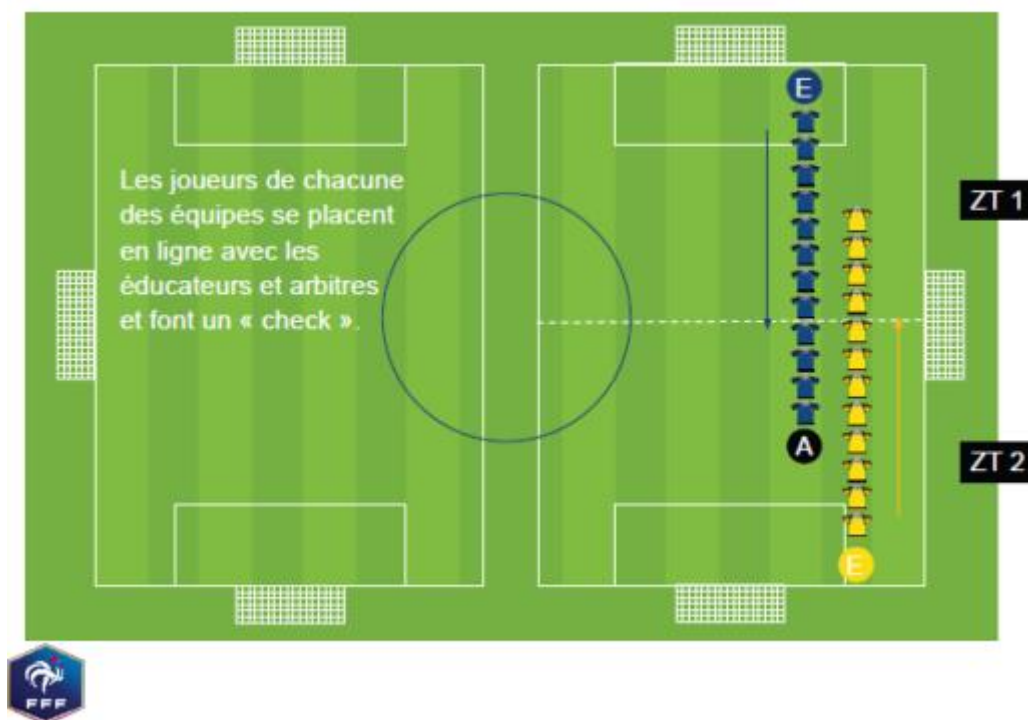 E
Les joueurs de chacune
des équipes se placent
en ligne avec les
éducateurs et arbitres
et font un « check ».
ZT 1
A
ZT 2
E
FFF